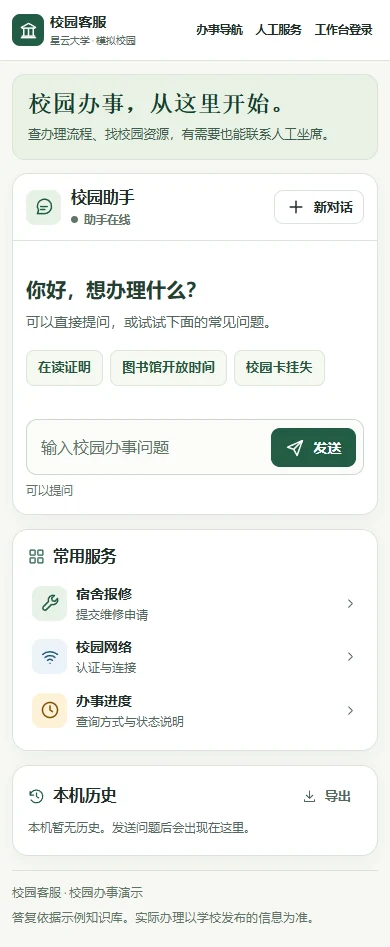 校园客服
星云大学 · 模拟校园
办事导航 人工服务 工作台登录
校园办事，从这里开始。
查办理流程、找校园资源，有需要也能联系人工坐席。
校园助手
助手在线
新对话
你好，想办理什么？
可以直接提问，或试试下面的常见问题。
在读证明 图书馆开放时间 校园卡挂失
输入校园办事问题
发送
可以提问
常用服务
宿舍报修
提交维修申请
校园网络
认证与连接
办事进度
查询方式与状态说明
本机历史
导出
本机暂无历史。发送问题后会出现在这里。
校园客服 · 校园办事演示
答复依据示例知识库。实际办理以学校发布的信息为准。